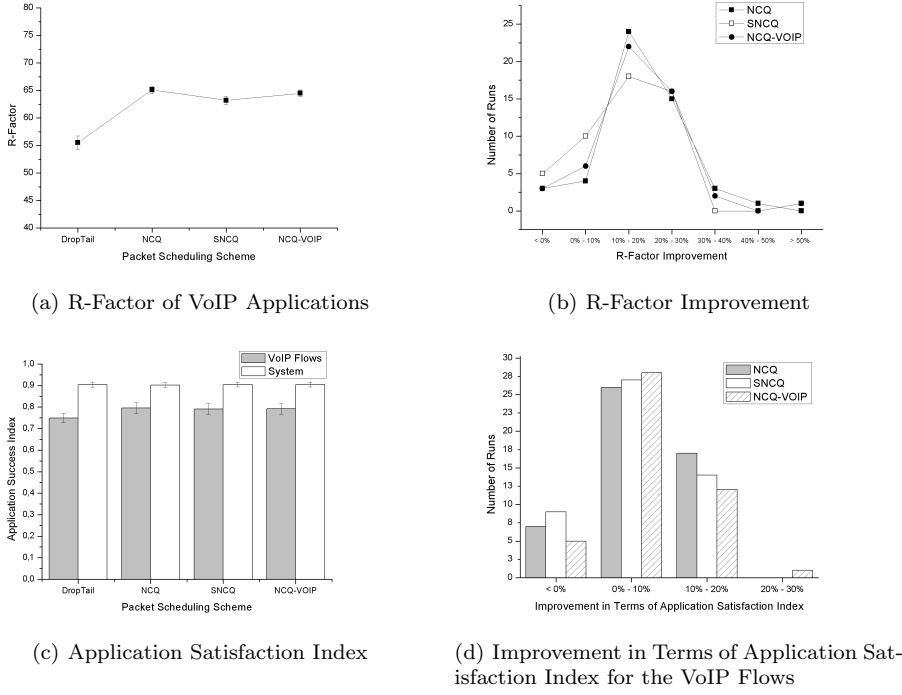 80
75
70
65
60
55
50
45
40
R-Factor
DropTail NCQ SNCQ NCQ-VOIP
Packet Scheduling Scheme
(a) R-Factor of VoIP Applications
NCQ
SNCQ
NCQ-VOIP
25
20
15
10
5
0
Number of Runs
< 0% 0% - 10% 10% - 20% 20% - 30% 30% - 40% 40% - 50% > 50%
R-Factor Improvement
(b) R-Factor Improvement
VoIP Flows
System
1,0
0,9
0,8
0,7
0,6
0,5
0,4
0,3
0,2
0,1
0,0
Application Success Index
DropTail NCQ SNCQ NCQ-VOIP
Packet Scheduling Scheme
(c) Application Satisfaction Index
NCQ
SNCQ
NCQ-VOIP
30
28
25
23
20
18
15
13
10
8
5
3
0
Number of Runs
< 0% 0% - 10% 10% - 20% 20% - 30%
Improvement in Terms of Application Satisfaction Index
(d) Improvement in Terms of Application Sat-
isfaction Index for the VoIP Flows